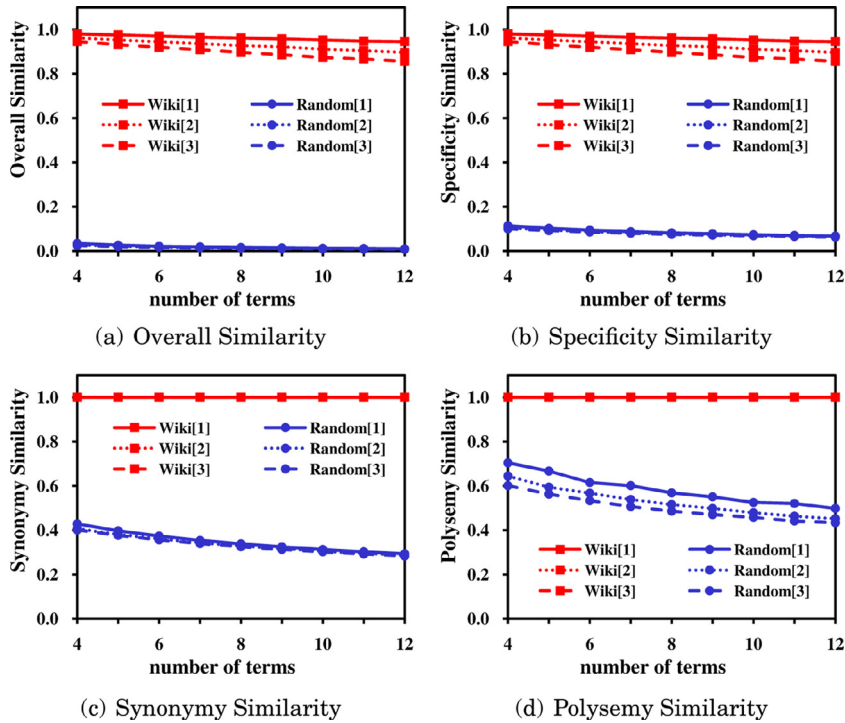 Overall Similarity
1.0
0.8
0.6
0.4
0.2
0.0
Wiki[1]
Wiki[2]
Wiki[3]
Random[1]
Random[2]
Random[3]
4 6 8 10 12
number of terms
(a) Overall Similarity
Specificity Similarity
1.0
0.8
0.6
0.4
0.2
0.0
Wiki[1]
Wiki[2]
Wiki[3]
Random[1]
Random[2]
Random[3]
4 6 8 10 12
number of terms
(b) Specificity Similarity
Synonymy Similarity
1.0
0.8
0.6
0.4
0.2
0.0
Wiki[1]
Wiki[2]
Wiki[3]
Random[1]
Random[2]
Random[3]
4 6 8 10 12
number of terms
(c) Synonymy Similarity
Polysemy Similarity
1.0
0.8
0.6
0.4
0.2
0.0
Wiki[1]
Wiki[2]
Wiki[3]
Random[1]
Random[2]
Random[3]
4 6 8 10 12
number of terms
(d) Polysemy Similarity